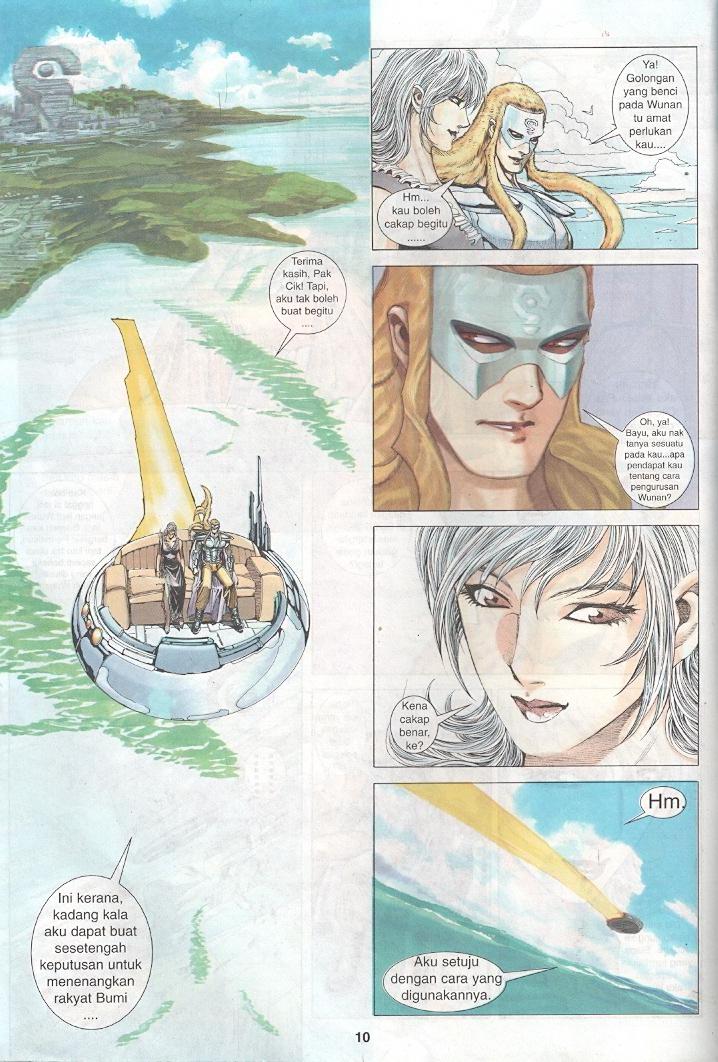 Terima
kasih, Pak
Cik! Tapi,
aku tak boleh
buat begitu
....
Ini kerana,
kadang kala
aku dapat buat
sesetengah
keputusan untuk
menenangkan
rakyat Bumi
....
Ya!
Golongan
yang benci
pada Wunan
tu amat
perlukan
kau....
Hm...
kau boleh
cakap begitu
......
Oh, ya!
Bayu, aku nak
tanya sesuatu
pada kau...apa
pendapat kau
tentang cara
pengurusan
Wunan?
Kena
cakap
benar,
ke?
Hm.
Aku setuju
dengan cara yang
digunakannya.
10